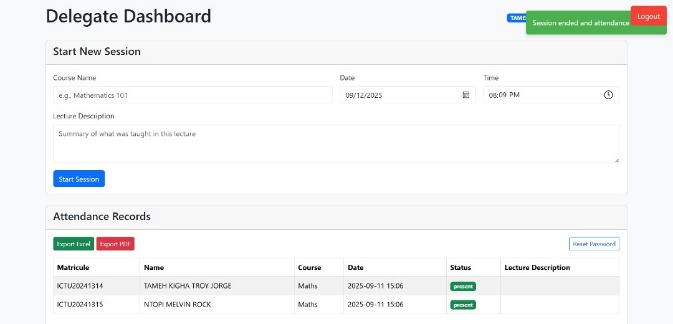 Delegate Dashboard
TAME
Session ended and attendance
Logout
Start New Session
Course Name
Date
Time
e.g., Mathematics 101
09/12/2025
08:09 PM
Lecture Description
Summary of what was taught in this lecture
Start Session
Attendance Records
Export Excel Export PDF
Reset Password
Matricule Name Course Date Status Lecture Description
ICTU20241314 TAMEH KIGHA TROY JORGE Maths 2025-09-11 15:06 present
ICTU20241315 NTOPI MELVIN ROCK Maths 2025-09-11 15:06 present